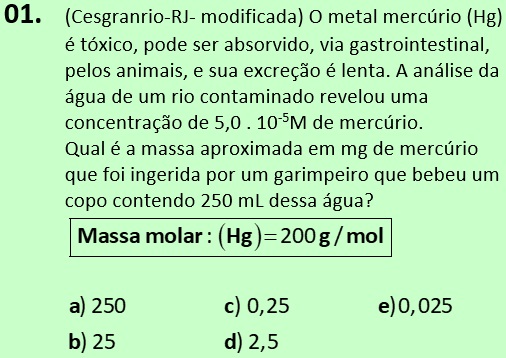 01. (Cesgranrio-RJ- modificada) O metal mercúrio (Hg)
é tóxico, pode ser absorvido, via gastrointestinal,
pelos animais, e sua excreção é lenta. A análise da
água de um rio contaminado revelou uma
concentração de 5,0 . 10⁻⁵M de mercúrio.
Qual é a massa aproximada em mg de mercúrio
que foi ingerida por um garimpeiro que bebeu um
copo contendo 250 mL dessa água?
Massa molar : (Hg)=200 g / mol
a) 250 c) 0,25 e)0,025
b) 25 d) 2,5